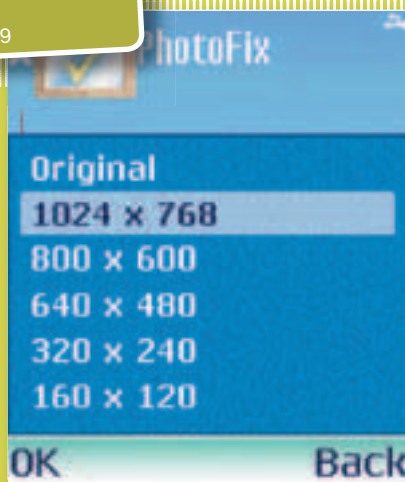 9
PhotoFix
Original
1024 x 768
800 x 600
640 x 480
320 x 240
160 x 120
OK Back